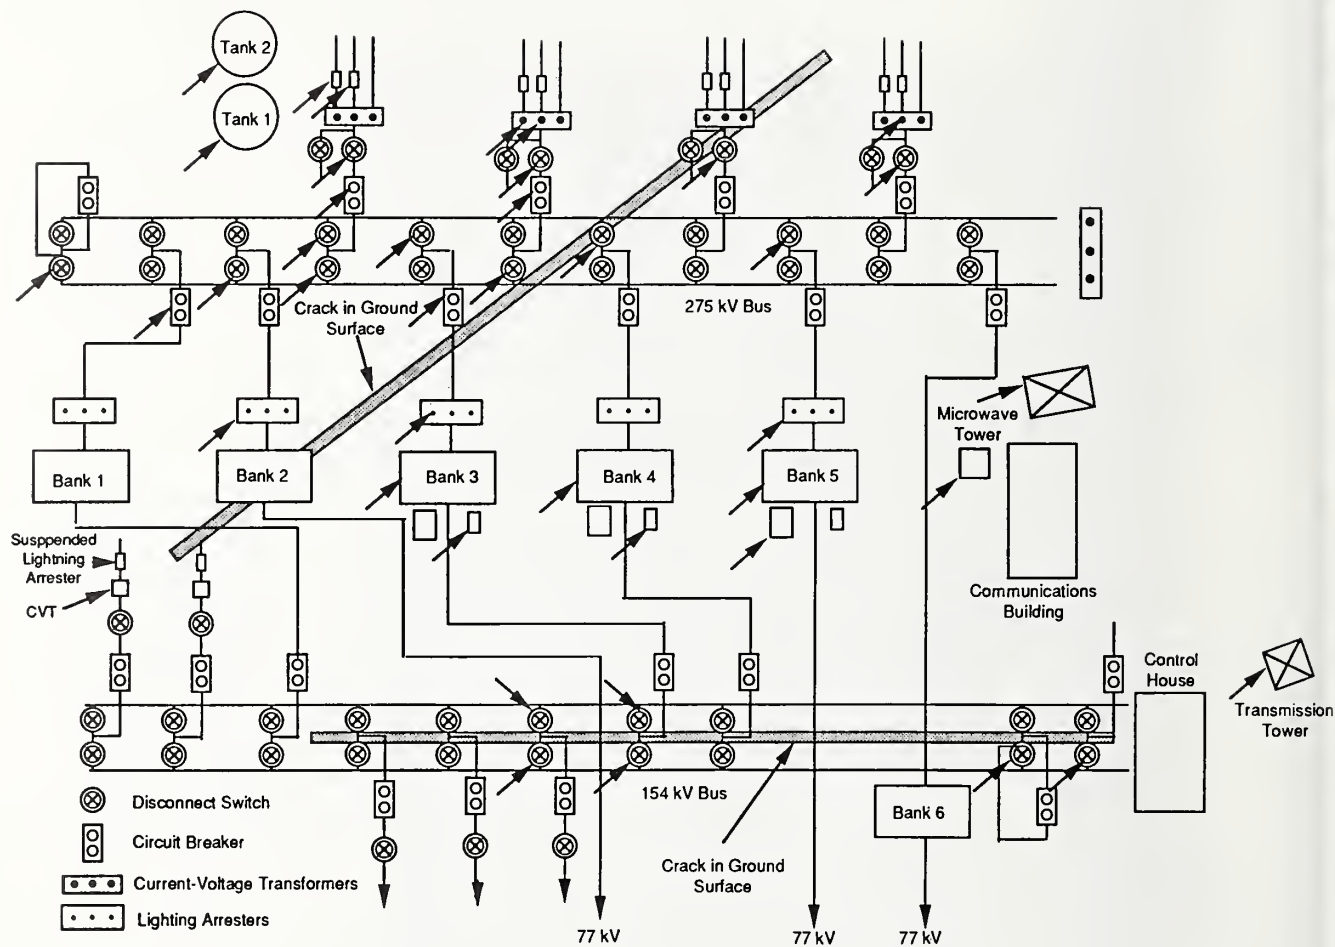 Tank 2
Tank 1
Crack in Ground
Surface
275 kV Bus
Microwave
Tower
Bank 1
Bank 2
Bank 3
Bank 4
Bank 5
Susppended
Lightning
Arrester
CVT
Communications
Building
Control
House
Transmission
Tower
154 kV Bus
Bank 6
Disconnect Switch
Circuit Breaker
Crack in Ground
Surface
Current-Voltage Transformers
Lighting Arresters
77 kV
77 kV
77 kV